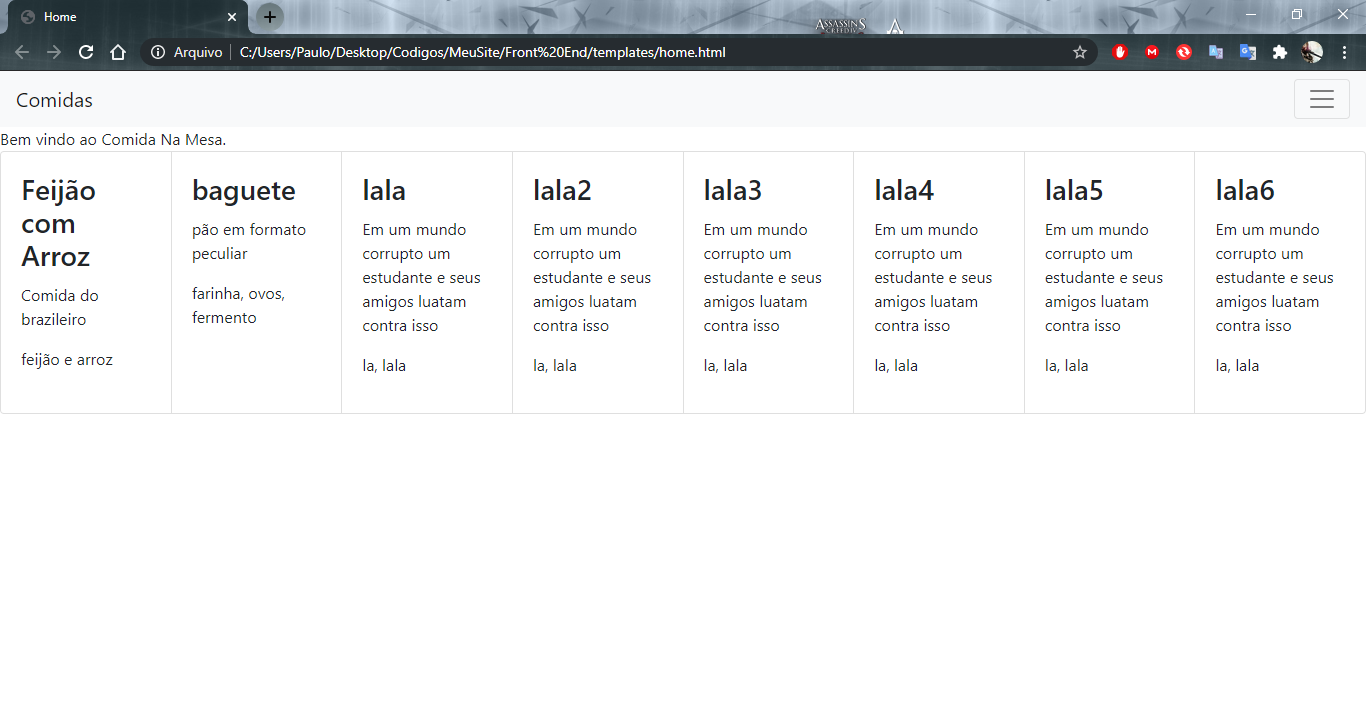 Home
ASSASSINS
CREED IV
Arquivo
C:/Users/Paulo/Desktop/Codigos/MeuSite/Front%20End/templates/home.html
Comidas
Bem vindo ao Comida Na Mesa.
Feijão
com
Arroz
Comida do
brazileiro
feijão e arroz
baguete
pão em formato
peculiar
farinha, ovos,
fermento
lala
Em um mundo
corrupto um
estudante e seus
amigos luatam
contra isso
la, lala
lala2
Em um mundo
corrupto um
estudante e seus
amigos luatam
contra isso
la, lala
lala3
Em um mundo
corrupto um
estudante e seus
amigos luatam
contra isso
la, lala
lala4
Em um mundo
corrupto um
estudante e seus
amigos luatam
contra isso
la, lala
lala5
Em um mundo
corrupto um
estudante e seus
amigos luatam
contra isso
la, lala
lala6
Em um mundo
corrupto um
estudante e seus
amigos luatam
contra isso
la, lala